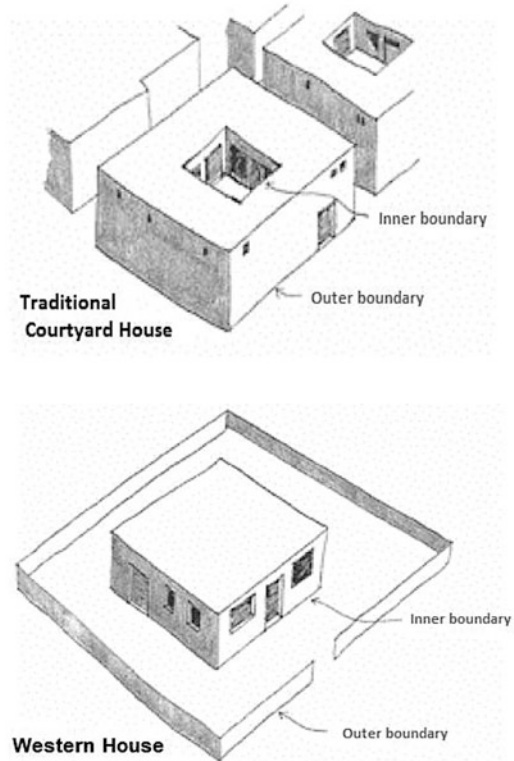 Inner boundary
Outer boundary
Traditional
Courtyard House
Inner boundary
Outer boundary
Western House